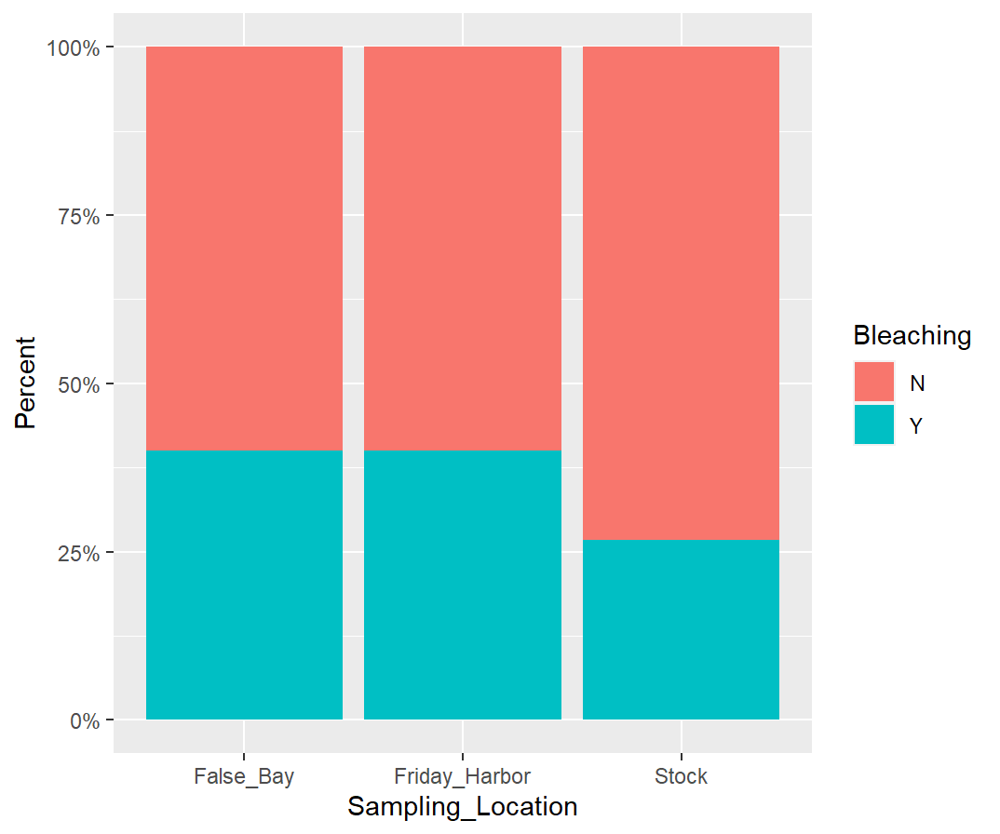 100%
75%
50%
25%
0%
Percent
False_Bay
Friday_Harbor
Stock
Sampling_Location
Bleaching
N
Y